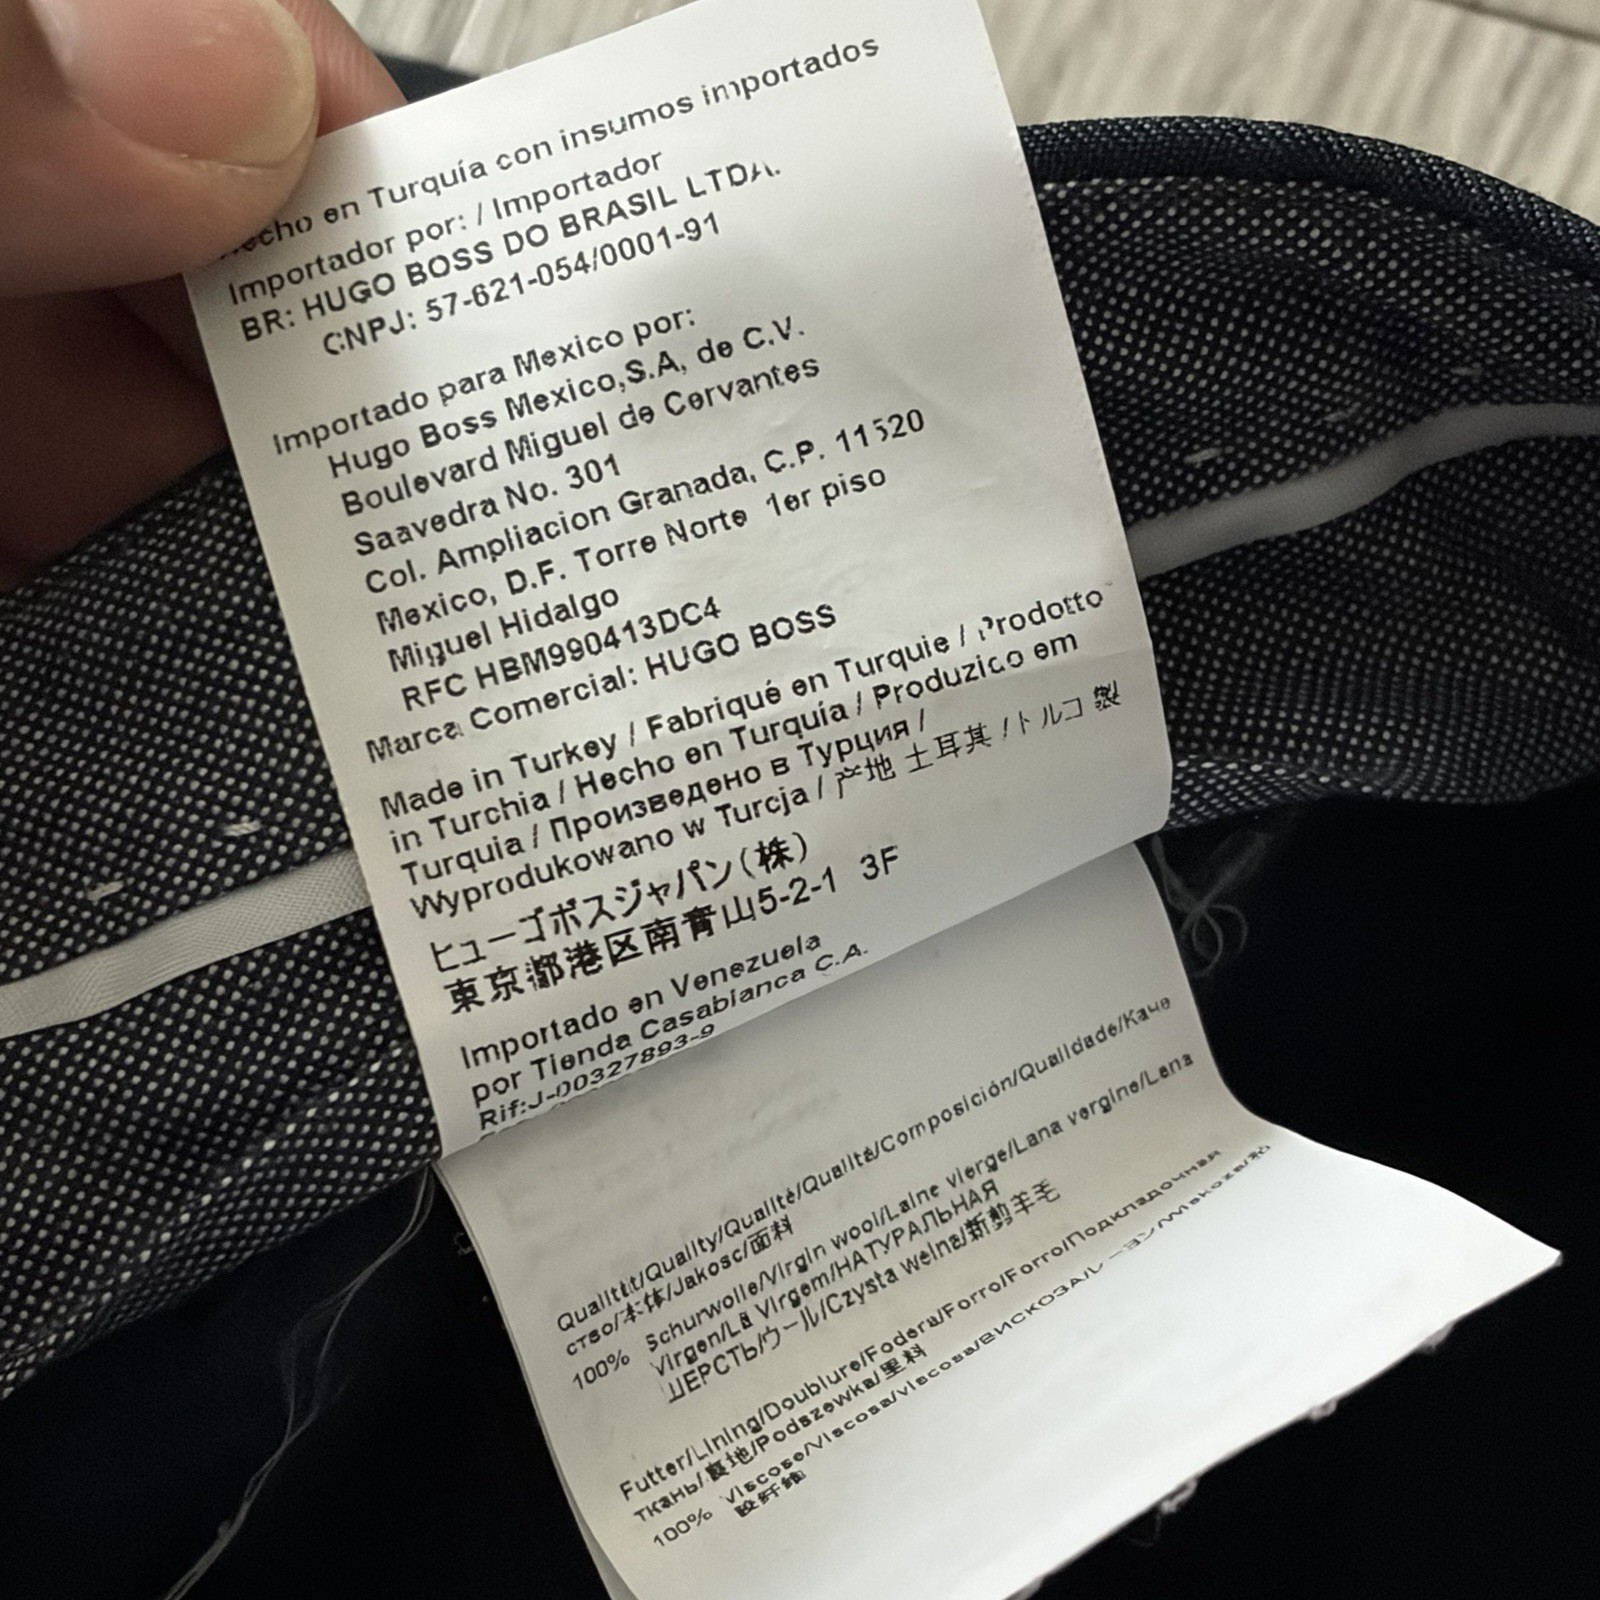 Hecho en Turquía con insumos importados
Importador por: / Importador
BR: HUGO BOSS DO BRASIL LTDA.
CNPJ: 57-621-054/0001-91
Importado para Mexico por:
Hugo Boss Mexico,S.A, de C.V.
Boulevard Miguel de Cervantes
Saavedra No. 301
Col. Ampliacion Granada, C.P. 11520
Mexico, D.F. Torre Norte 1er piso
Miguel Hidalgo
RFC HBM990413DC4
Marca Comercial: HUGO BOSS
Made in Turkey / Fabriqué en Turquie / Prodotto
in Turchia / Hecho en Turquía / Produzido em
Turquia / Произведено в Турция /
Wyprodukowano w Turcja / 产地 土耳其 / トルコ 製
ヒューゴボスジャパン(株)
東京都港区南青山5-2-1 3F
Importado en Venezuela
por Tienda Casablanca C.A.
Rif:J-00327893-9
Qualität/Quality/Qualité/Qualità/Composición/Qualidade/Каче
ство/本体/Jakosc/面料
100% Schurwolle/Virgin wool/Laine vierge/Lana vergine/Lana
Virgen/Lã Virgem/НАТУРАЛЬНАЯ
ШЕРСТЬ/ウール/Czysta welna/新剪羊毛
Futter/Lining/Doublure/Fodera/Forro/Forro/Подкладочная
ткань/裏地/Podszewka/里料
100% Viscose/Viscosa/viscosa/ВИСКОЗА/レーヨン/Wiskoza/粘
胶纤维